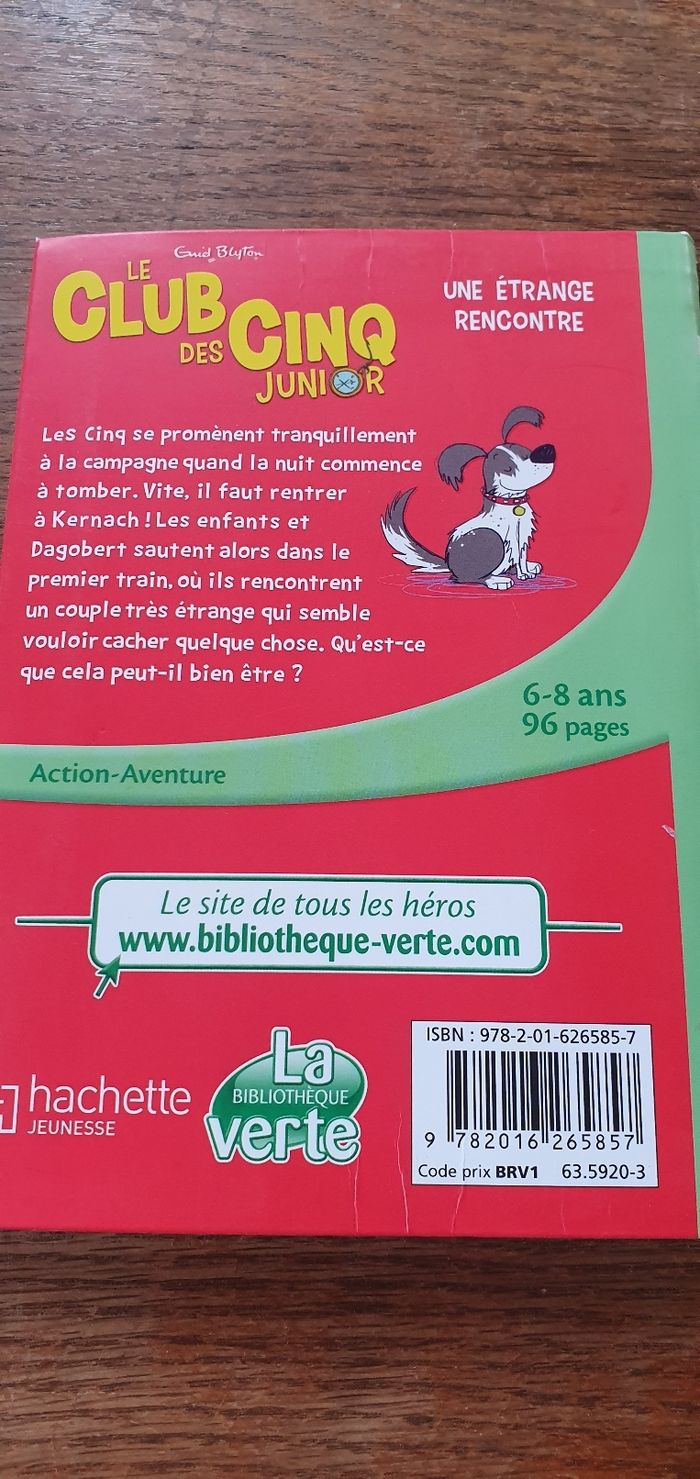 Enid Blyton
LE
CLUB
DES CINQ
JUNIOR
UNE ÉTRANGE
RENCONTRE
Les Cinq se promènent tranquillement
à la campagne quand la nuit commence
à tomber. Vite, il faut rentrer
à Kernach ! Les enfants et
Dagobert sautent alors dans le
premier train, où ils rencontrent
un couple très étrange qui semble
vouloir cacher quelque chose. Qu'est-ce
que cela peut-il bien être ?
6-8 ans
96 pages
Action-Aventure
Le site de tous les héros
www.bibliotheque-verte.com
hachette
JEUNESSE
La
BIBLIOTHÈQUE
verte
ISBN : 978-2-01-626585-7
9 782016 265857
Code prix BRV1 63.5920-3